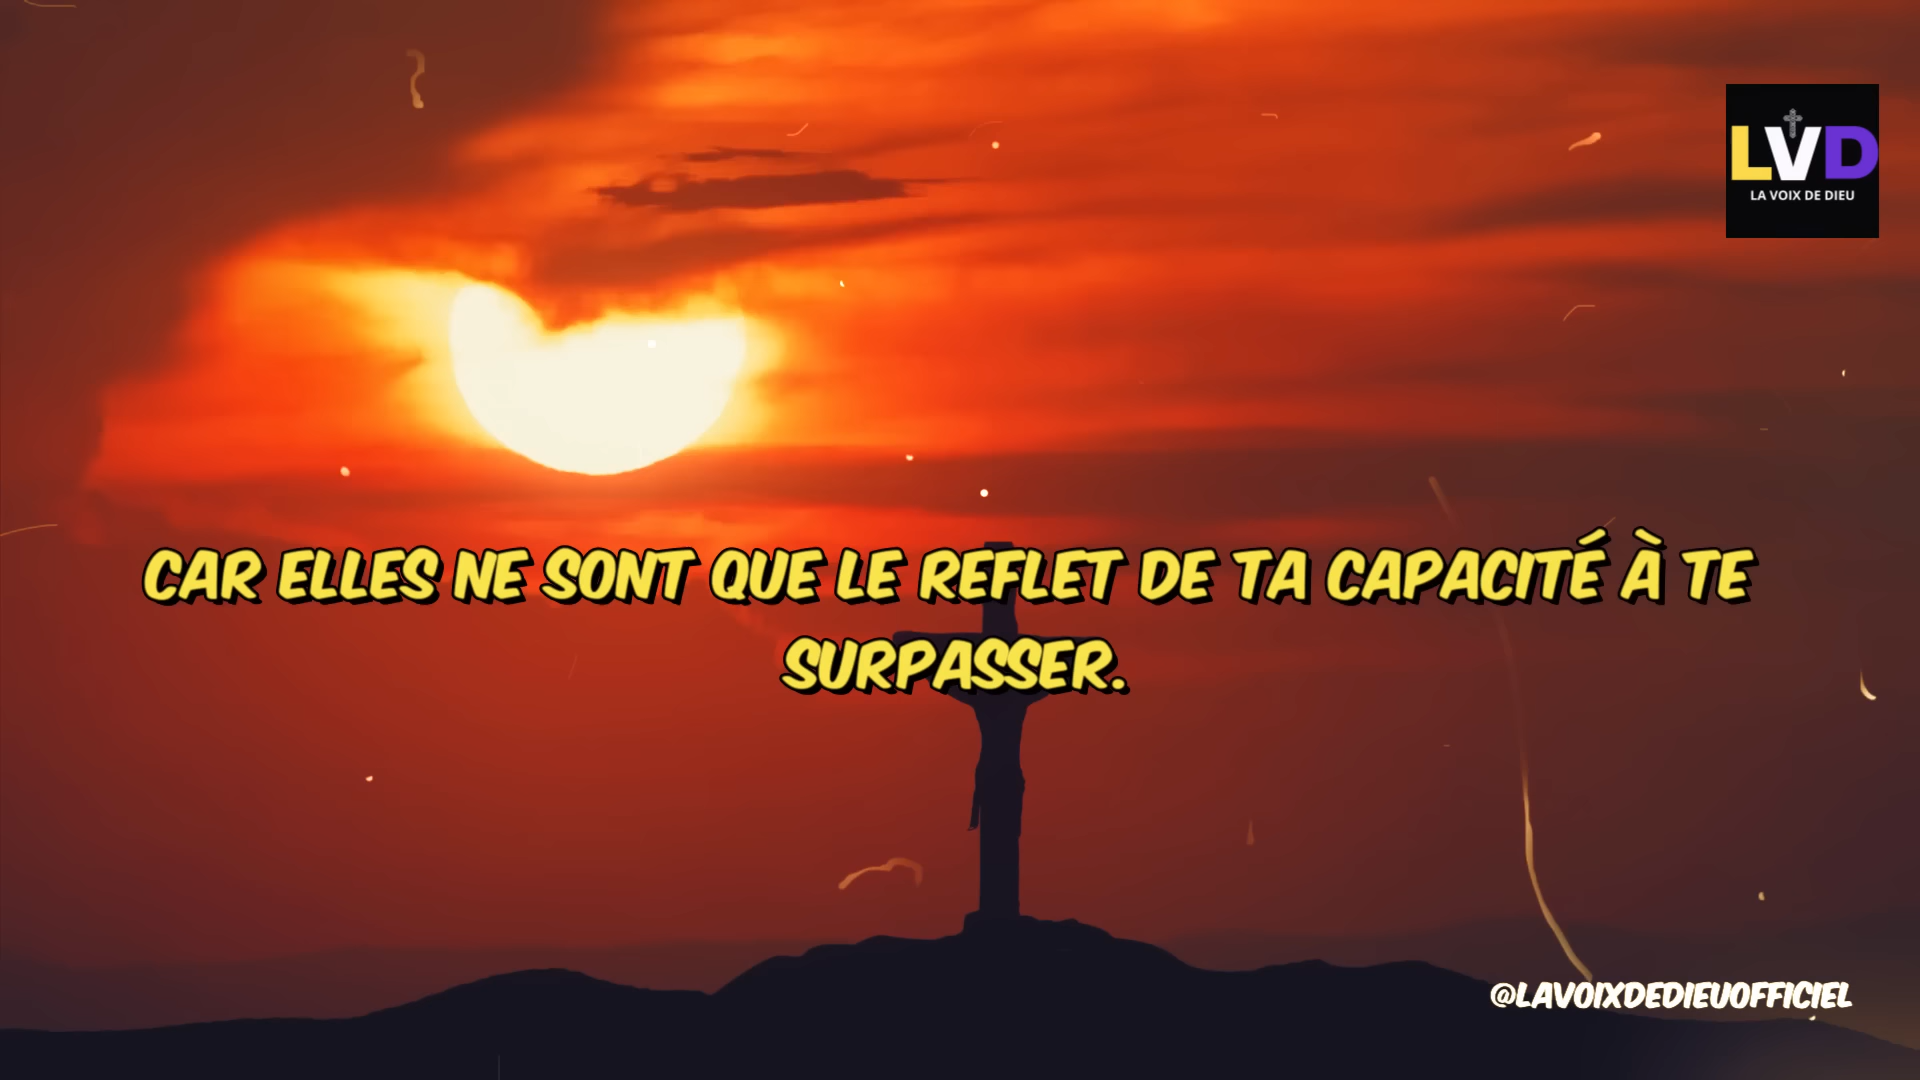 LVD
LA VOIX DE DIEU
CAR ELLES NE SONT QUE LE REFLET DE TA CAPACITÉ À TE
SURPASSER.
@LAVOIXDEDIEUOFFICIEL